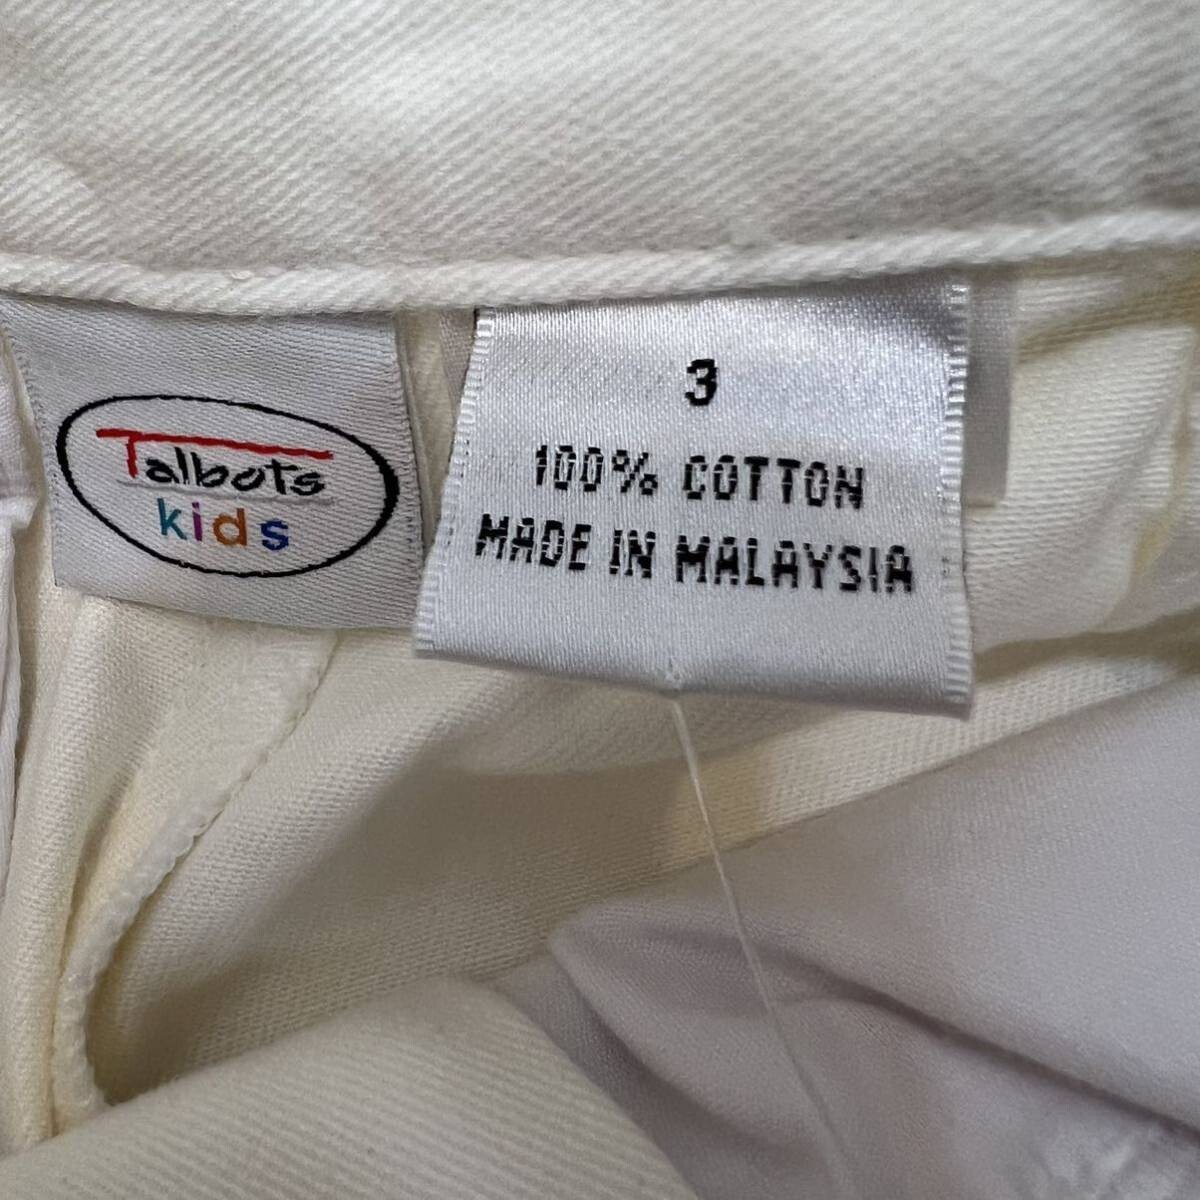 Talbots
kids
3
100% COTTON
MADE IN MALAYSIA